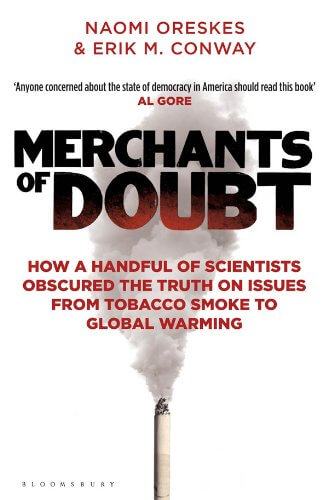 NAOMI ORESKES
& ERIK M. CONWAY
‘Anyone concerned about the state of democracy in America should read this book’
AL GORE
MERCHANTS
OF DOUBT
HOW A HANDFUL OF SCIENTISTS
OBSCURED THE TRUTH ON ISSUES
FROM TOBACCO SMOKE TO
GLOBAL WARMING
BLOOMSBURY